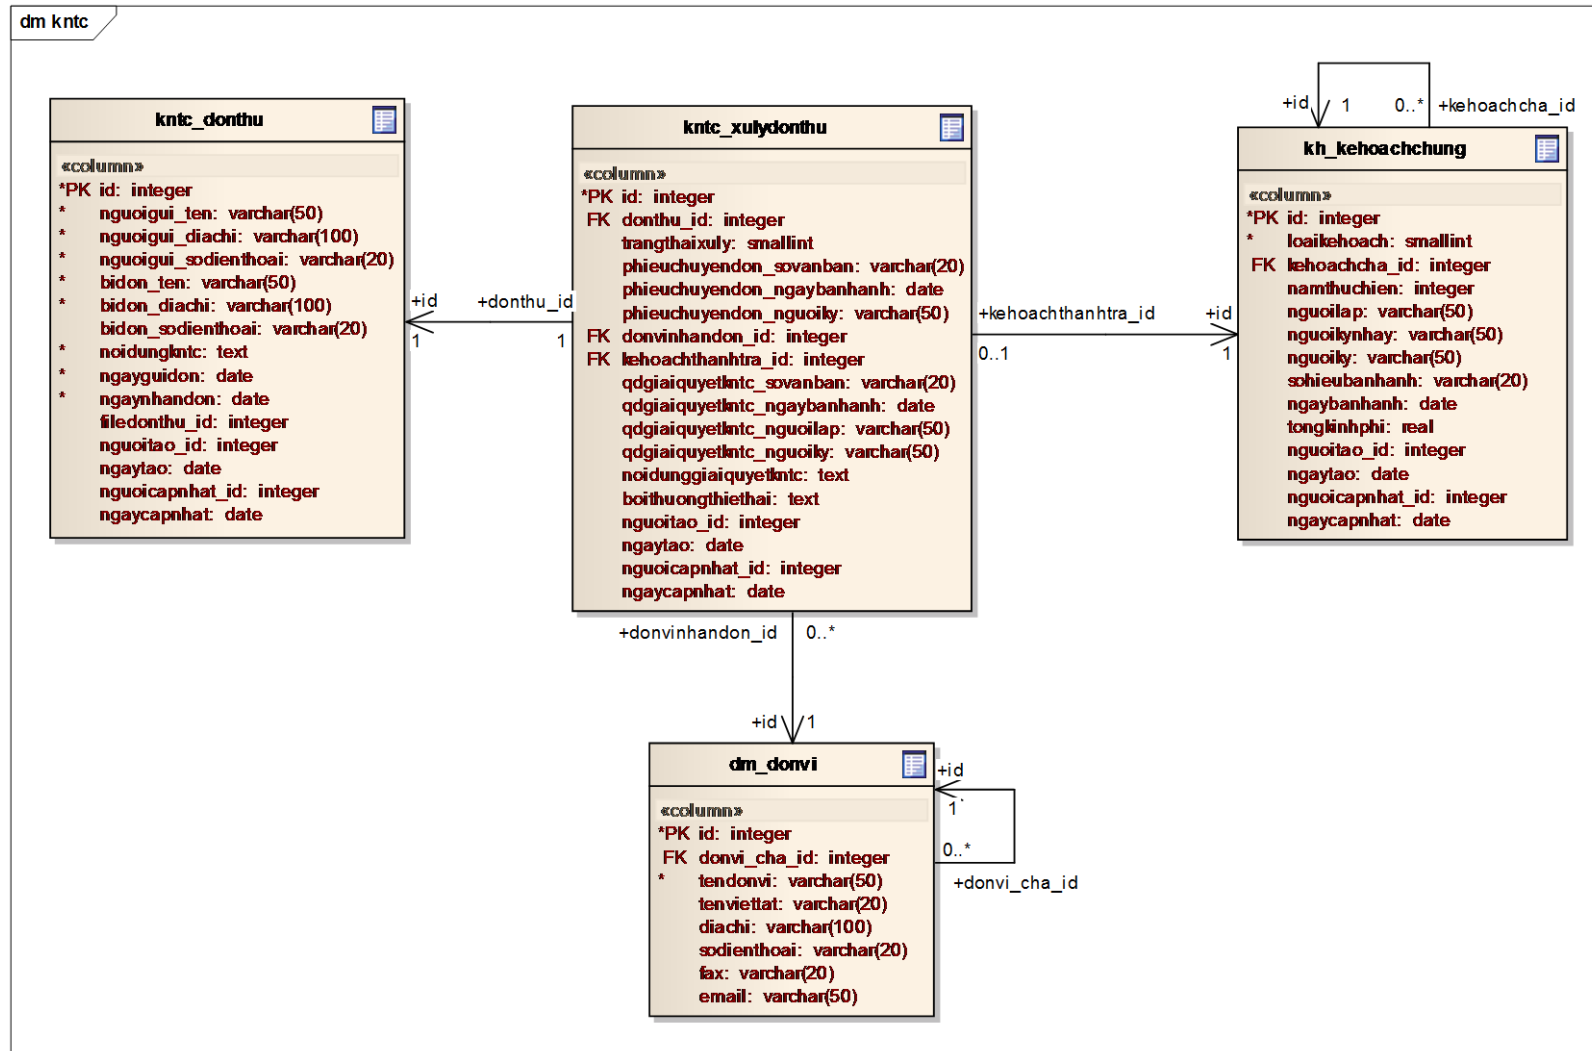 dm kntc
kntc_donthu
«column»
*PK id: integer
* nguoigui_ten: varchar(50)
* nguoigui_diachi: varchar(100)
* nguoigui_sodienthoai: varchar(20)
* bidon_ten: varchar(50)
* bidon_diachi: varchar(100)
bidon_sodienthoai: varchar(20)
* noidungkntc: text
* ngayguidon: date
* ngaynhandon: date
filedonthu_id: integer
nguoitao_id: integer
ngaytao: date
nguoicapnhat_id: integer
ngaycapnhat: date
+id
1
+donthu_id
1
kntc_xulydonthu
«column»
*PK id: integer
FK donthu_id: integer
trangthaixuly: smallint
phieuchuyendon_sovanban: varchar(20)
phieuchuyendon_ngaybanhanh: date
phieuchuyendon_nguoiky: varchar(50)
FK donvinhandon_id: integer
FK kehoachthanhtra_id: integer
qdgiaiquyetkntc_sovanban: varchar(20)
qdgiaiquyetkntc_ngaybanhanh: date
qdgiaiquyetkntc_nguoilap: varchar(50)
qdgiaiquyetkntc_nguoiky: varchar(50)
noidunggiaiquyetkntc: text
boithuongthiethai: text
nguoitao_id: integer
ngaytao: date
nguoicapnhat_id: integer
ngaycapnhat: date
+kehoachthanhtra_id
0..1
+id
1
+id 1 0..* +kehoachcha_id
kh_kehoachchung
«column»
*PK id: integer
* loaikehoach: smallint
FK kehoachcha_id: integer
namthuchien: integer
nguoilap: varchar(50)
nguoikynhay: varchar(50)
nguoiky: varchar(50)
sohieubanhanh: varchar(20)
ngaybanhanh: date
tongkinhphi: real
nguoitao_id: integer
ngaytao: date
nguoicapnhat_id: integer
ngaycapnhat: date
+donvinhandon_id 0..*
+id 1
dm_donvi
«column»
*PK id: integer
FK donvi_cha_id: integer
* tendonvi: varchar(50)
tenviettat: varchar(20)
diachi: varchar(100)
sodienthoai: varchar(20)
fax: varchar(20)
email: varchar(50)
+id
1
0..*
+donvi_cha_id